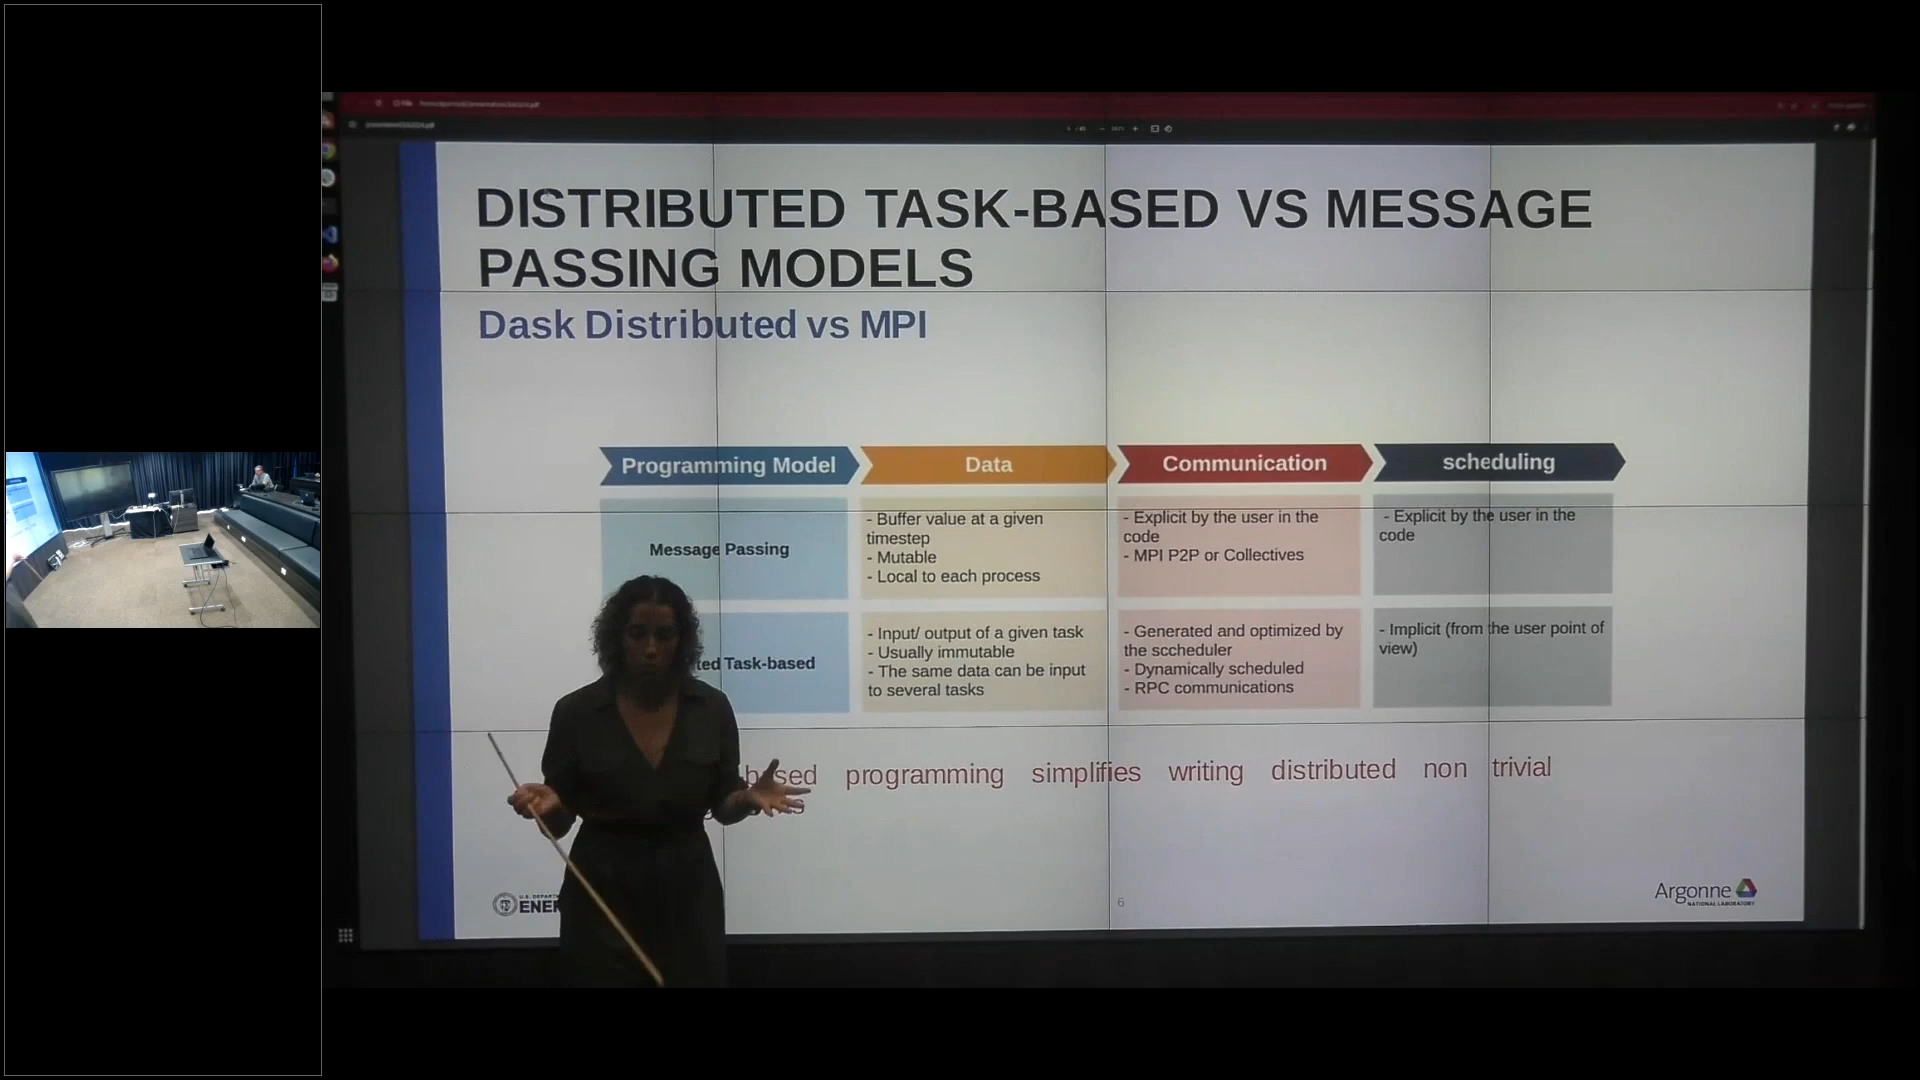 DISTRIBUTED TASK-BASED VS MESSAGE
PASSING MODELS
Dask Distributed vs MPI
Programming Model
Data
Communication
scheduling
Message Passing
- Buffer value at a given
timestep
- Mutable
- Local to each process
- Explicit by the user in the
code
- MPI P2P or Collectives
- Explicit by the user in the
code
Task-based
- Input/ output of a given task
- Usually immutable
- The same data can be input
to several tasks
- Generated and optimized by
the sccheduler
- Dynamically scheduled
- RPC communications
- Implicit (from the user point of
view)
programming simplifies writing distributed non trivial
6
Argonne
NATIONAL LABORATORY